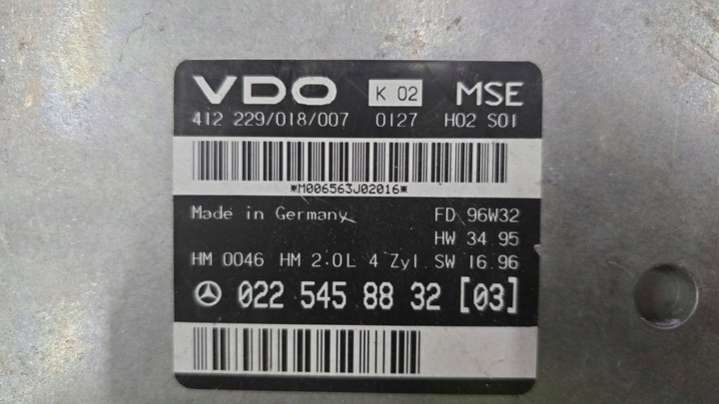 VDO K 02 MSE
412 229/018/007 0127 H02 S01
*M006563J02016*
Made in Germany FD 96W32
HW 34.95
HM 0046 HM 2.0L 4 Zyl SW 16.96
022 545 88 32 [03]